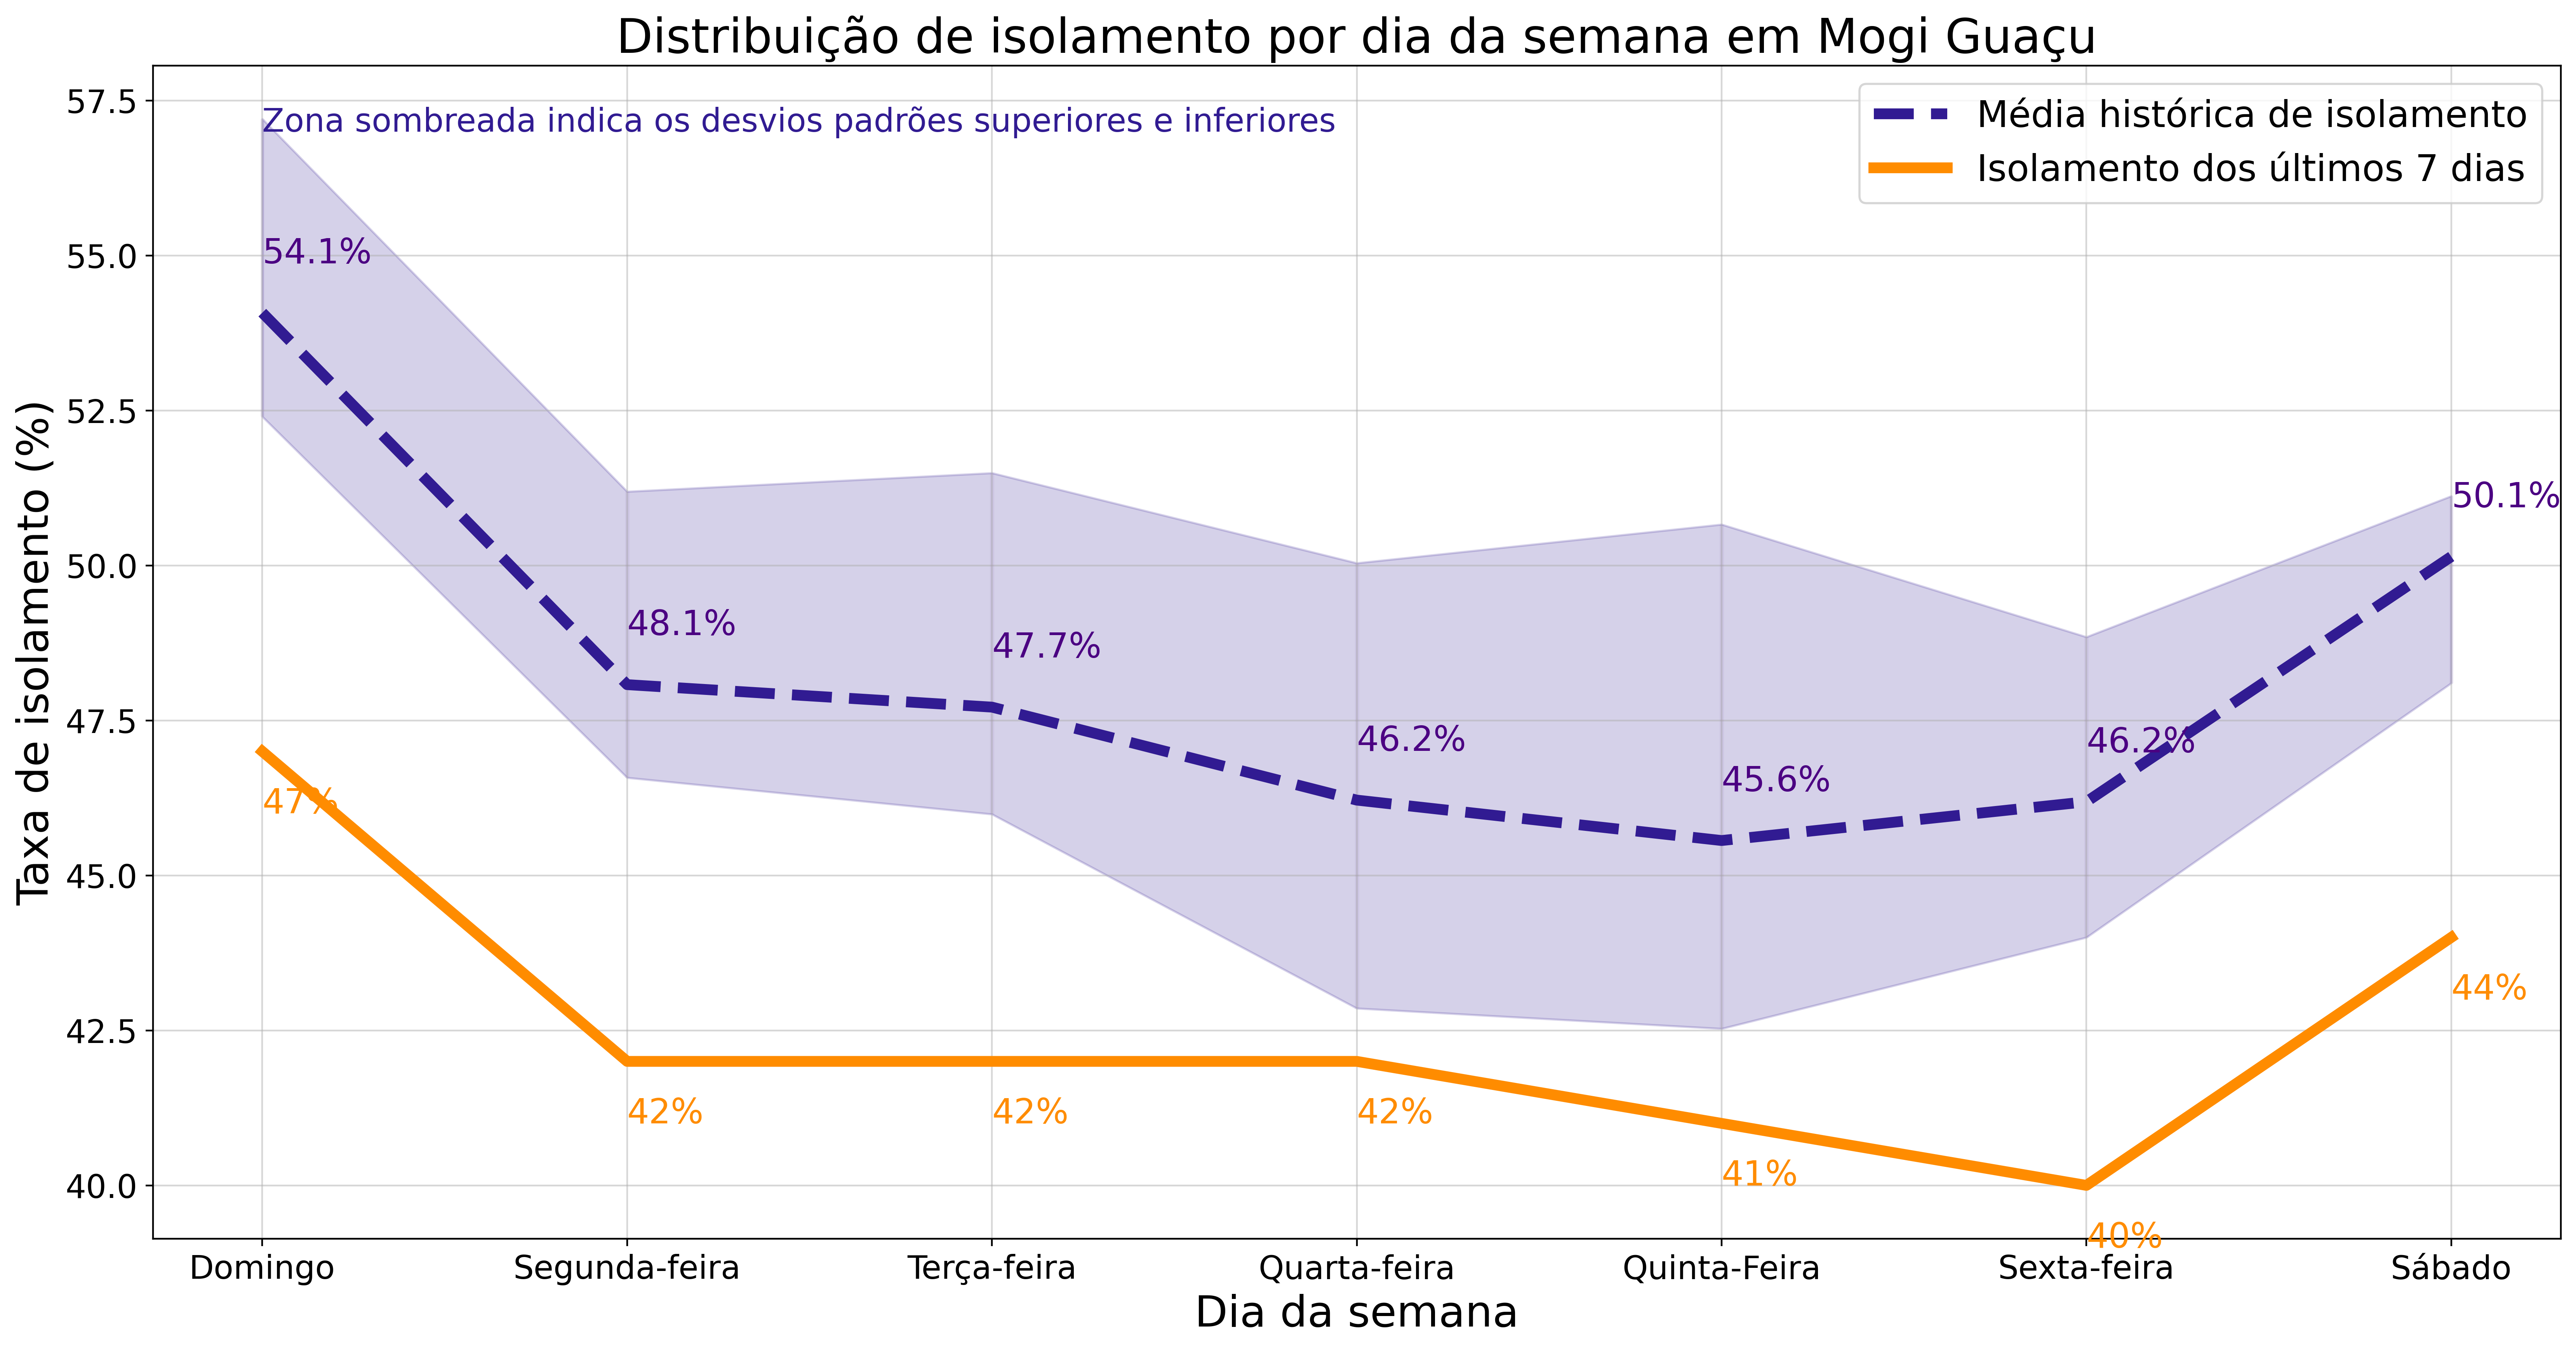 Distribuição de isolamento por dia da semana em Mogi Guaçu
Zona sombreada indica os desvios padrões superiores e inferiores
Média histórica de isolamento
Isolamento dos últimos 7 dias
Taxa de isolamento (%)
57.5
55.0
52.5
50.0
47.5
45.0
42.5
40.0
54.1%
48.1%
47.7%
46.2%
45.6%
46.2%
50.1%
47%
42%
42%
42%
41%
40%
44%
Domingo
Segunda-feira
Terça-feira
Quarta-feira
Quinta-Feira
Sexta-feira
Sábado
Dia da semana